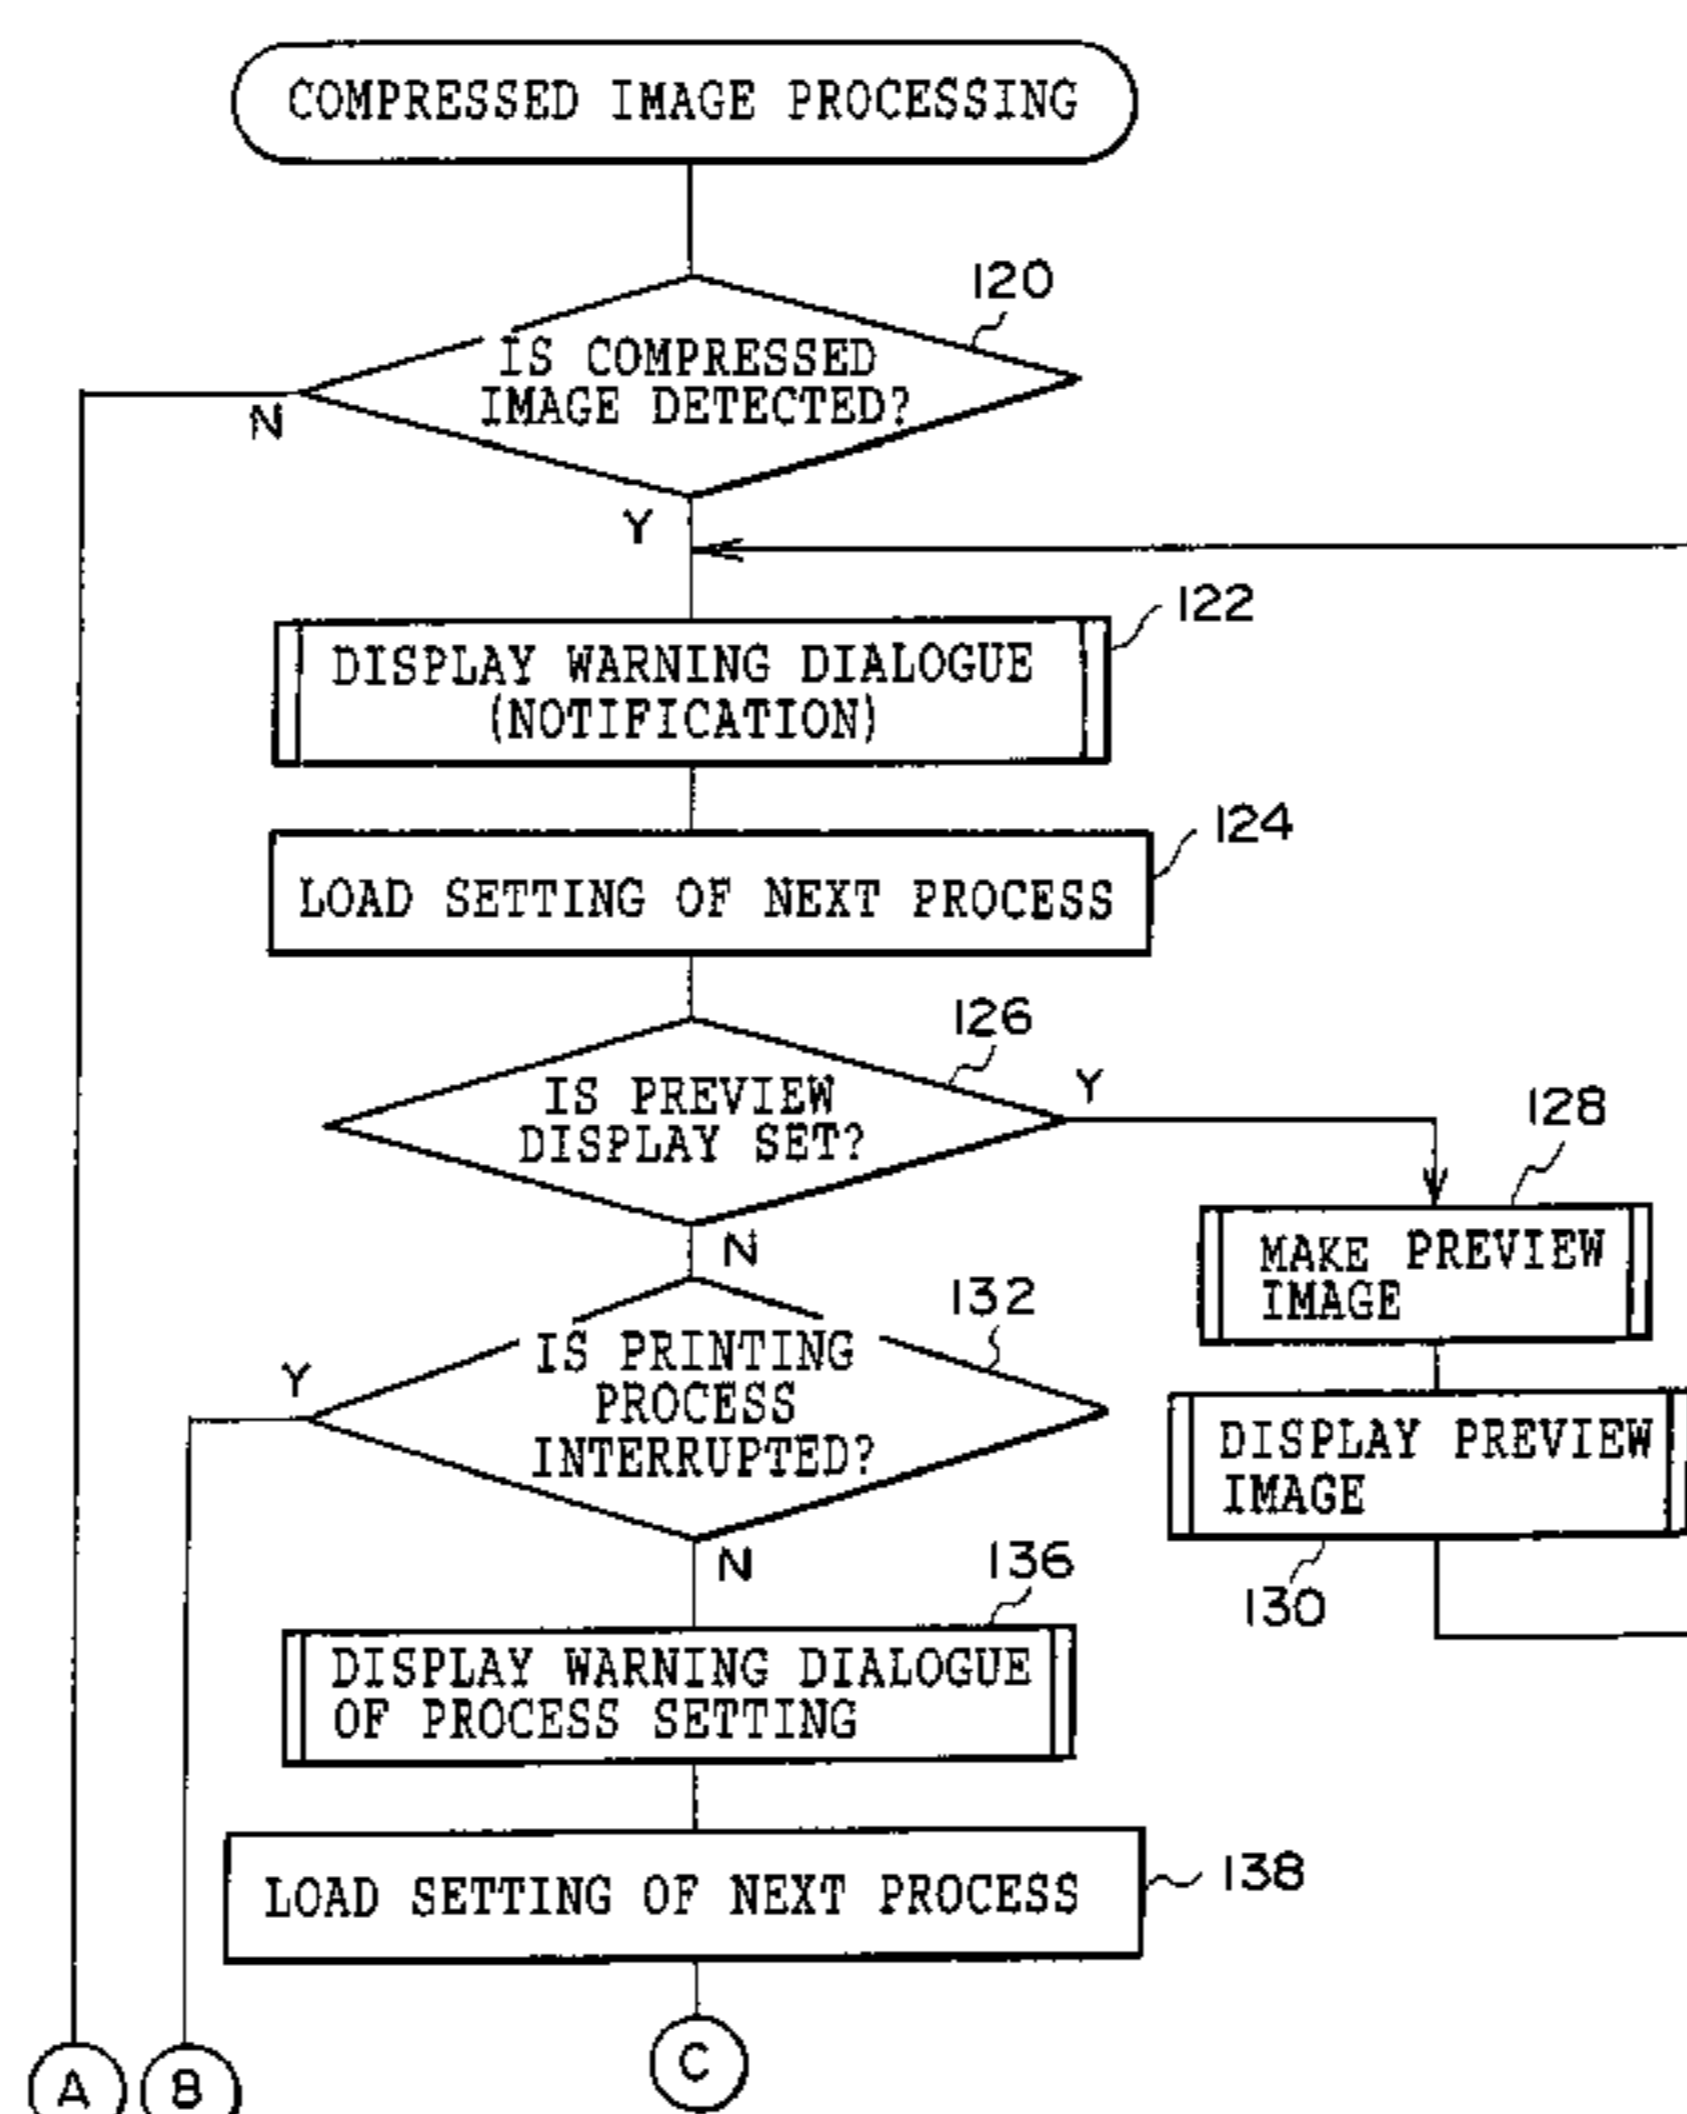 COMPRESSED IMAGE PROCESSING
120
IS COMPRESSED
IMAGE DETECTED?
N
Y
122
DISPLAY WARNING DIALOGUE
(NOTIFICATION)
124
LOAD SETTING OF NEXT PROCESS
126
IS PREVIEW
DISPLAY SET?
Y
N
128
MAKE PREVIEW
IMAGE
132
IS PRINTING
PROCESS
INTERRUPTED?
Y
N
DISPLAY PREVIEW
IMAGE
130
136
DISPLAY WARNING DIALOGUE
OF PROCESS SETTING
138
LOAD SETTING OF NEXT PROCESS
A
B
C